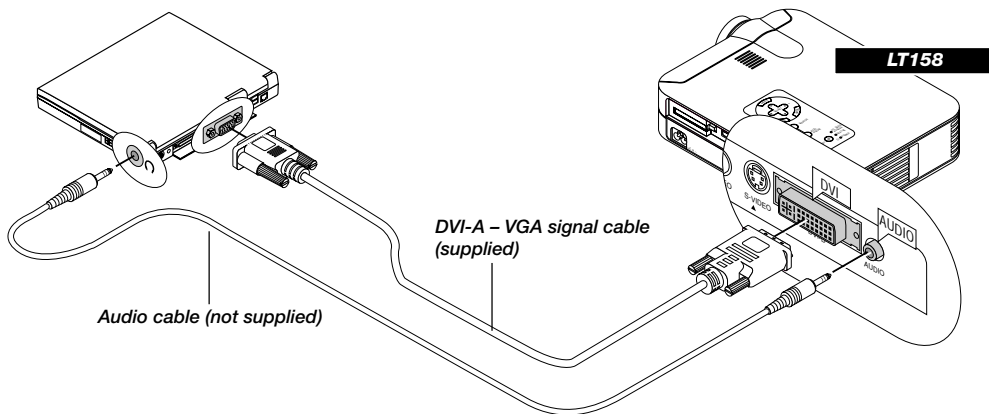 LT158
DVI
S-VIDEO
AUDIO
AUDIO
DVI-A – VGA signal cable
(supplied)
Audio cable (not supplied)